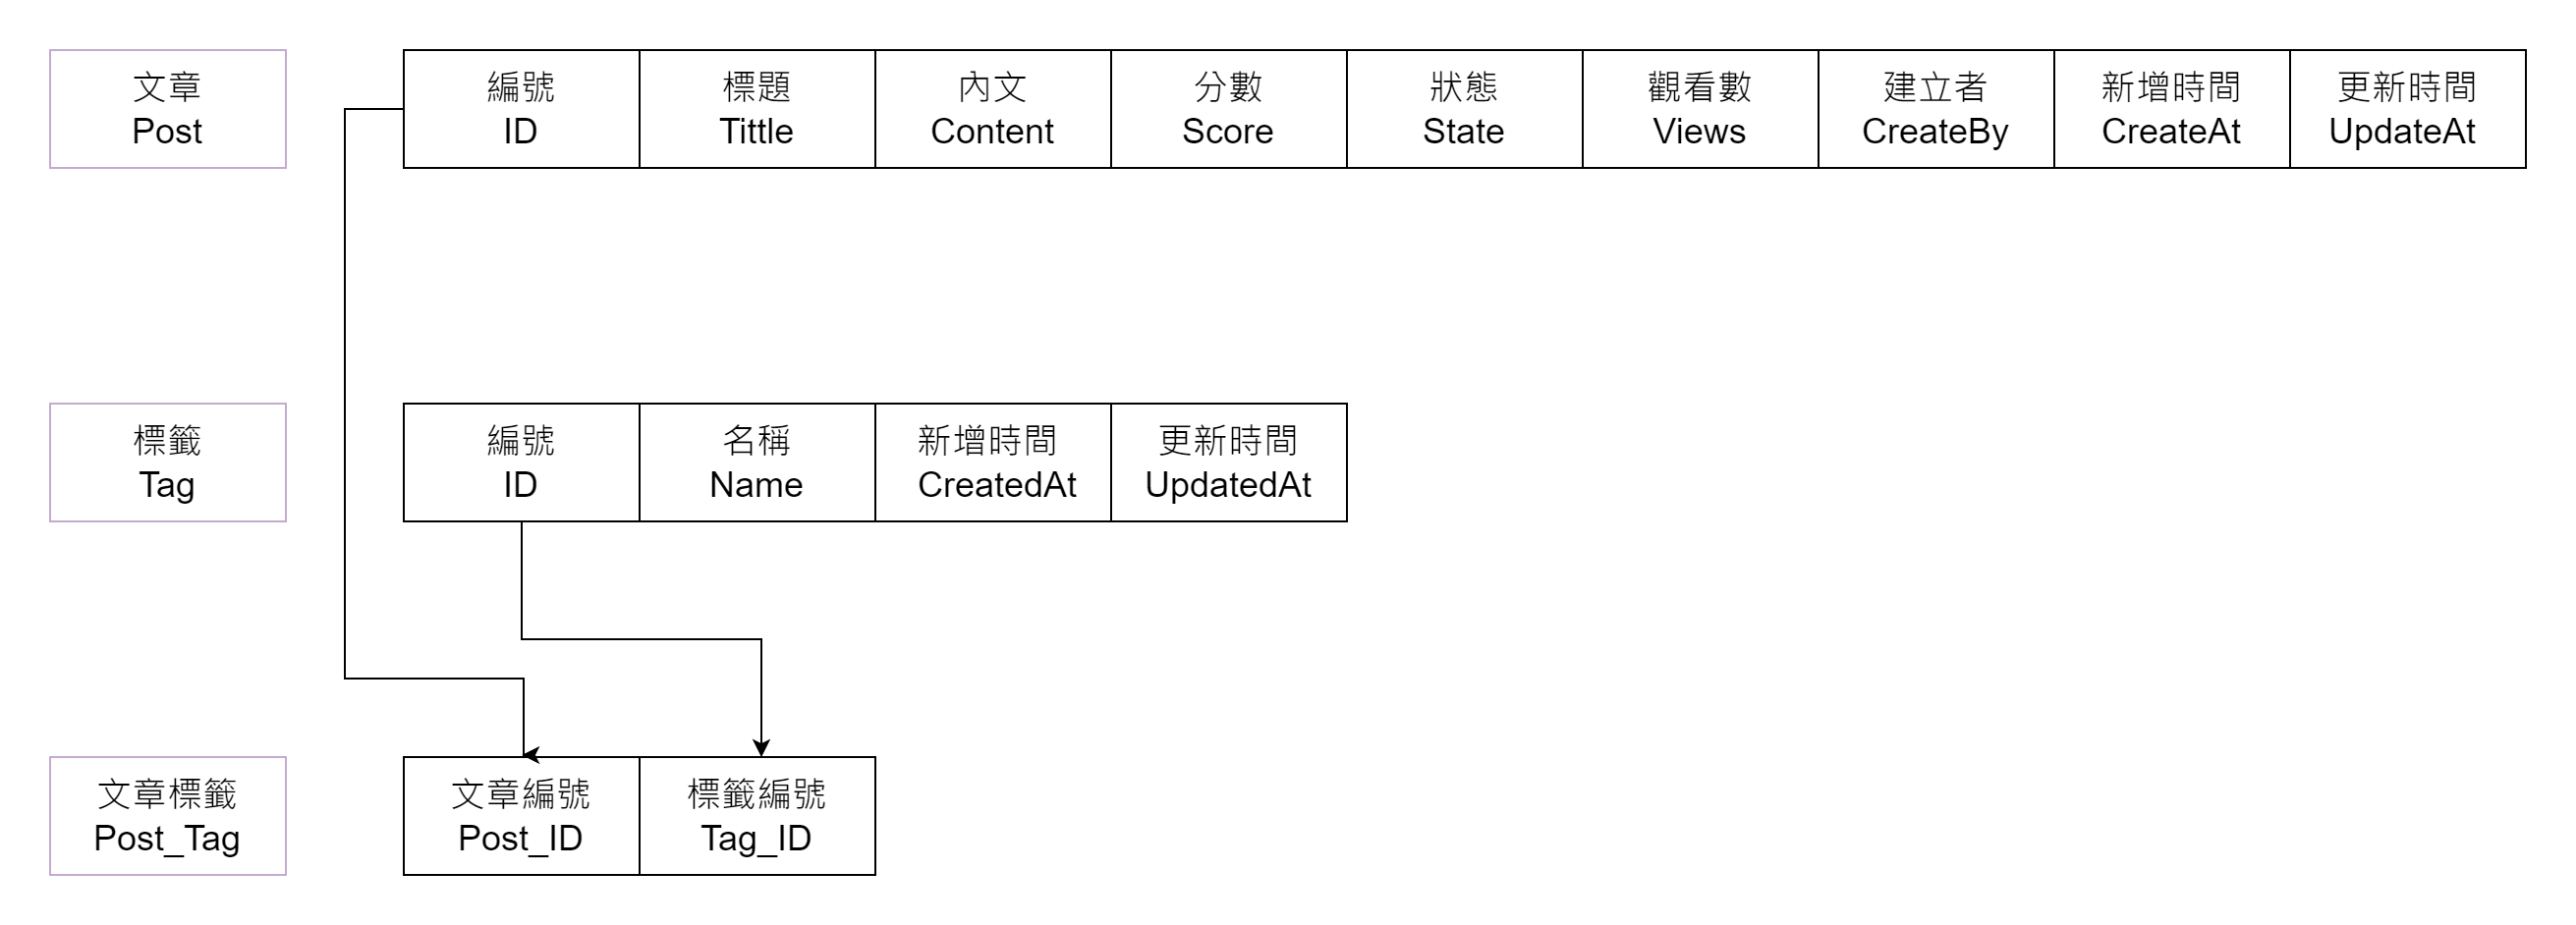 文章
Post
編號
ID
標題
Tittle
內文
Content
分數
Score
狀態
State
觀看數
Views
建立者
CreateBy
新增時間
CreateAt
更新時間
UpdateAt
標籤
Tag
編號
ID
名稱
Name
新增時間
CreatedAt
更新時間
UpdatedAt
文章標籤
Post_Tag
文章編號
Post_ID
標籤編號
Tag_ID